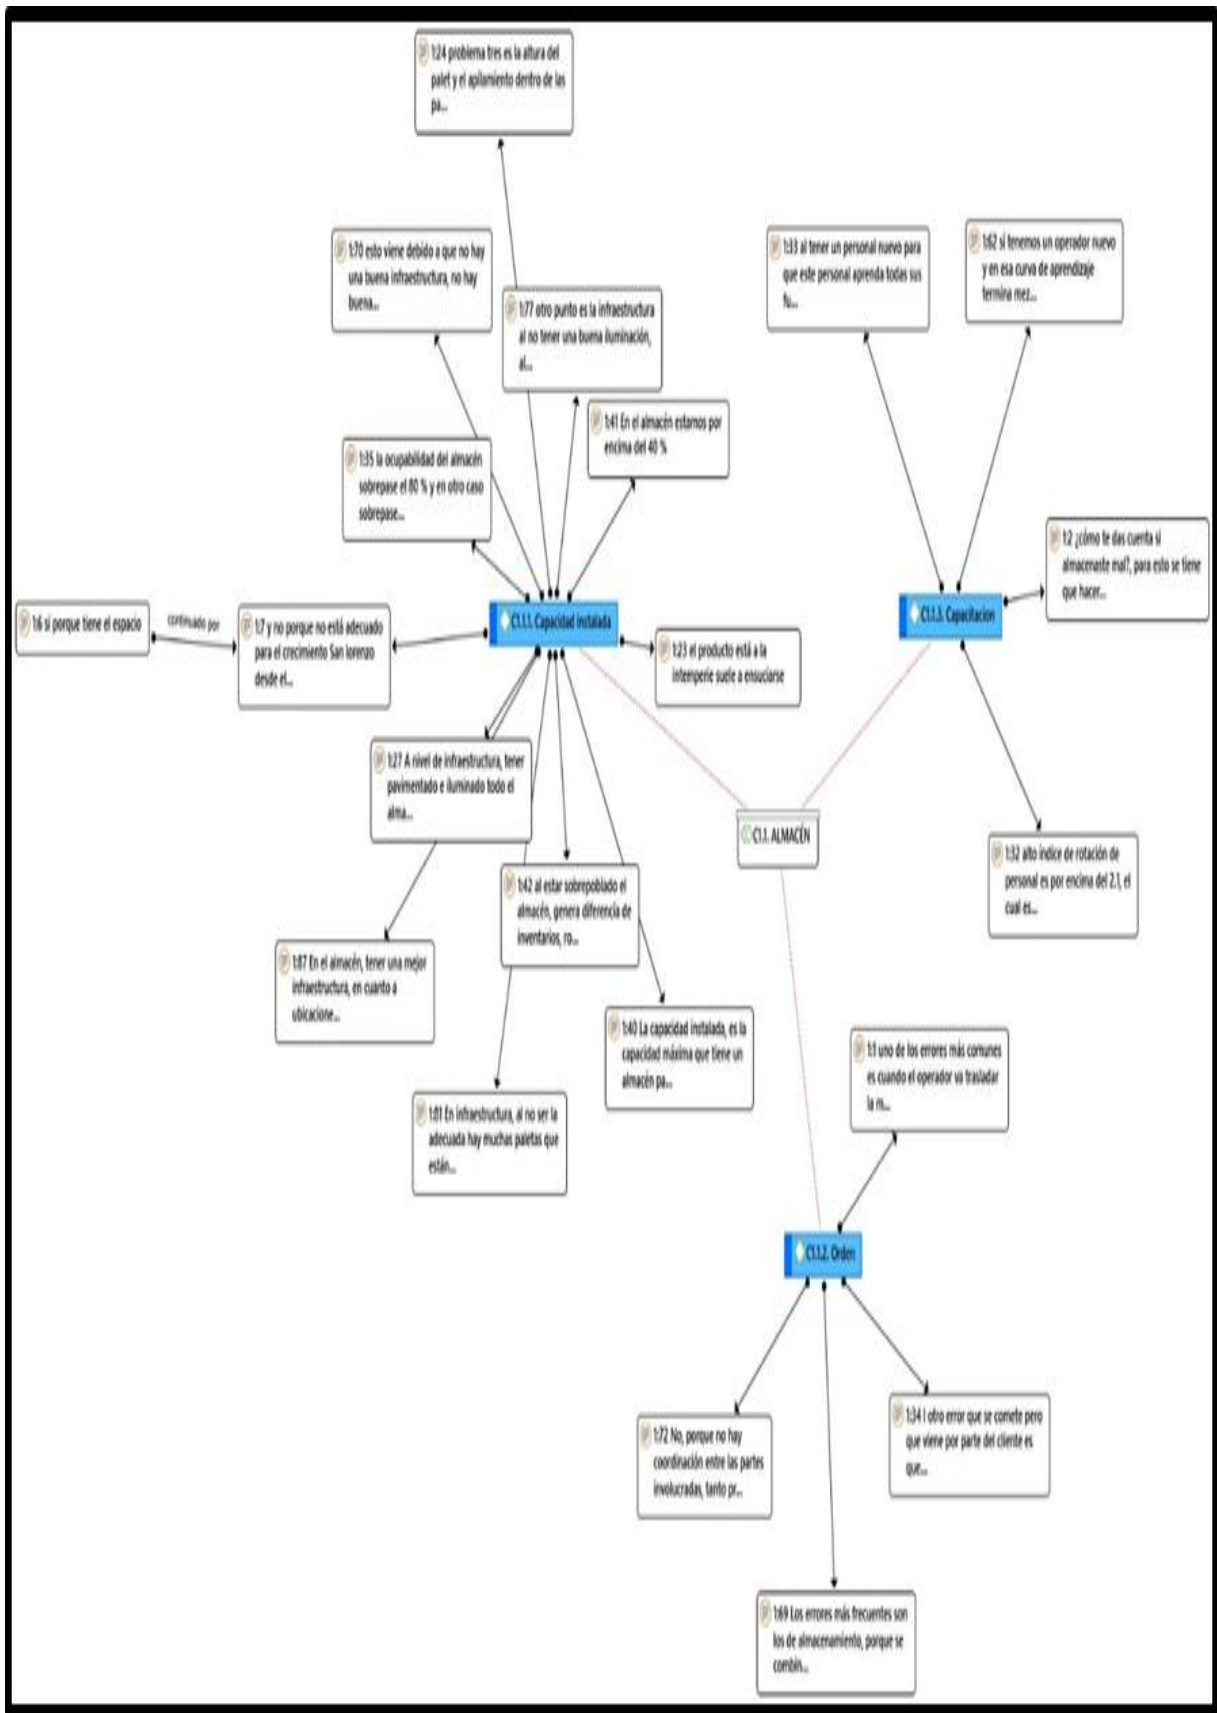 1:24 problema tres es la altura del
palet y el apilamiento dentro de las
pa...
1:70 esto viene debido a que no hay
una buena infraestructura, no hay
buena...
1:77 otro punto es la infraestructura
al no tener una buena iluminación,
al...
1:41 En el almacén estamos por
encima del 40 %
1:35 la ocupabilidad del almacén
sobrepase el 80 % y en otro caso
sobrepase...
1:33 al tener un personal nuevo para
que este personal aprenda todas sus
fu...
1:62 si tenemos un operador nuevo
y en esa curva de aprendizaje
termina mez...
1:2 ¿cómo te das cuenta si
almacenaste mal?, para esto se tiene
que hacer...
1:6 si porque tiene el espacio
continuado por
1:7 y no porque no está adecuado
para el crecimiento San lorenzo
desde el...
C1.1.1. Capacidad instalada
C1.1.3. Capacitacion
1:23 el producto está a la
intemperie suele a ensuciarse
1:27 A nivel de infraestructura, tener
pavimentado e iluminado todo el
alma...
C1.1. ALMACÉN
1:32 alto índice de rotación de
personal es por encima del 2.1, el
cual es...
1:42 al estar sobrepoblado el
almacén, genera diferencia de
inventarios, ro...
1:87 En el almacén, tener una mejor
infraestructura, en cuanto a
ubicacione...
1:40 La capacidad instalada, es la
capacidad máxima que tiene un
almacén pa...
1:81 En infraestructura, al no ser la
adecuada hay muchas paletas que
están...
1:1 uno de los errores más comunes
es cuando el operador va trasladar
la m...
C1.1.2. Orden
1:72 No, porque no hay
coordinación entre las partes
involucradas, tanto pr...
1:34 l otro error que se comete pero
que viene por parte del cliente es
que...
1:69 Los errores más frecuentes son
los de almacenamiento, porque se
combin...